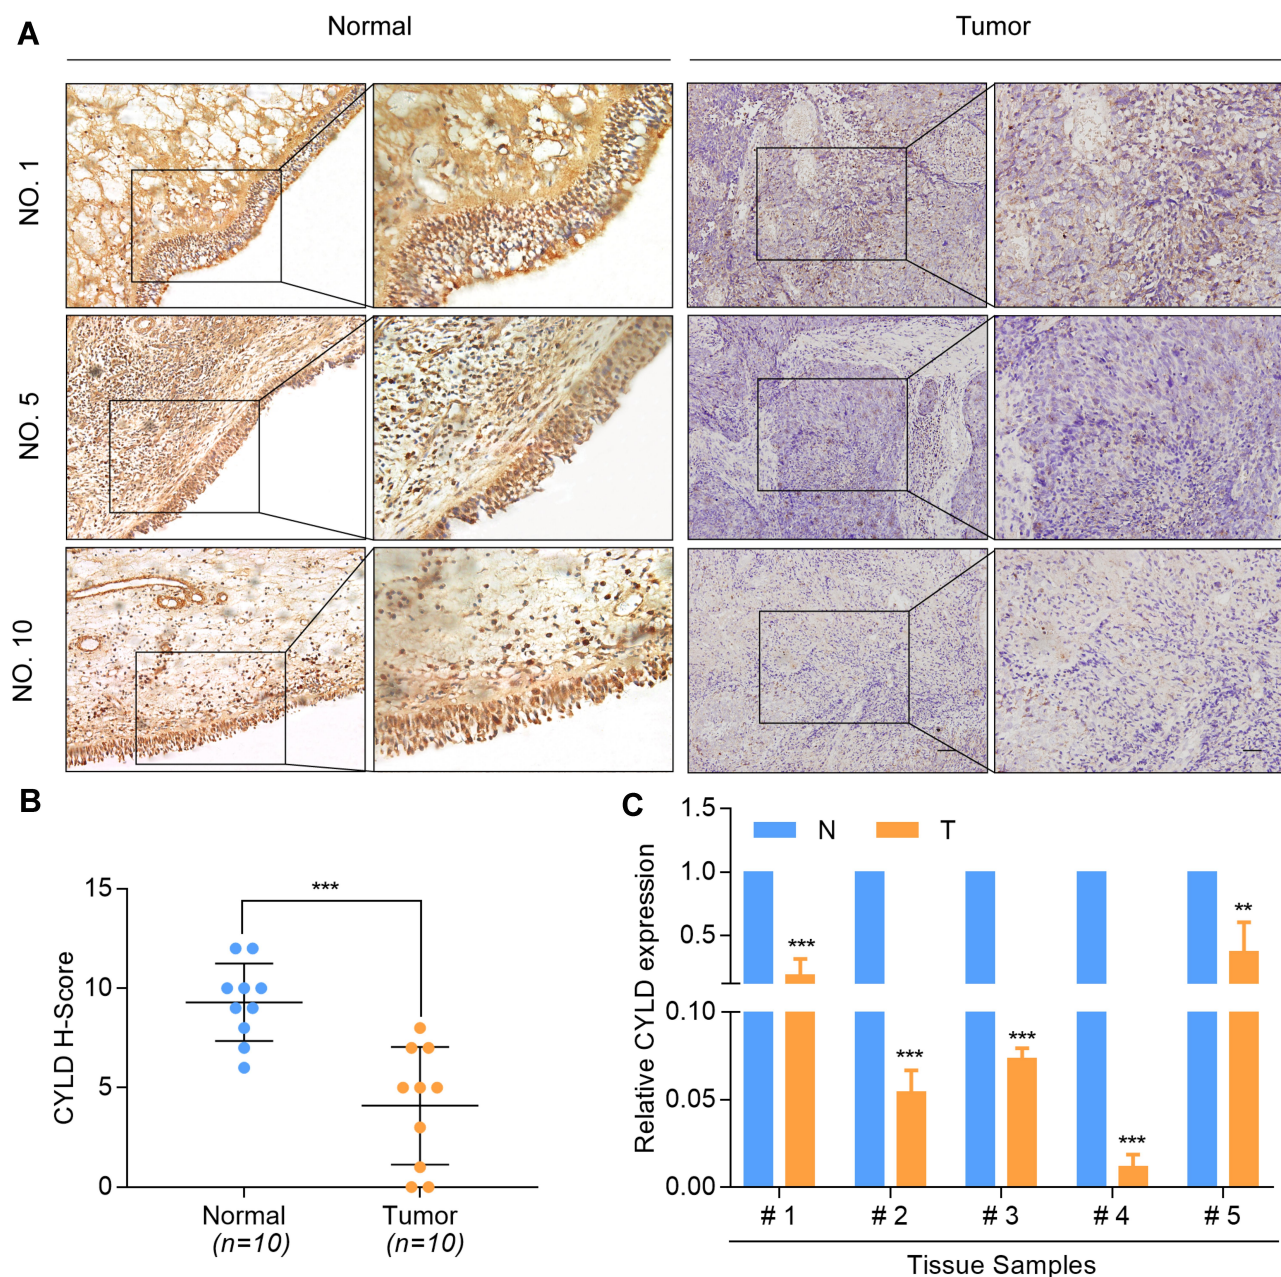 A
Normal
Tumor
NO. 1
NO. 5
NO. 10
B
CYLD H-Score
15
10
5
0
***
Normal
(n=10)
Tumor
(n=10)
C
Relative CYLD expression
1.5
1.0
0.5
0.10
0.05
0.00
N
T
***
***
***
***
**
# 1
# 2
# 3
# 4
# 5
Tissue Samples